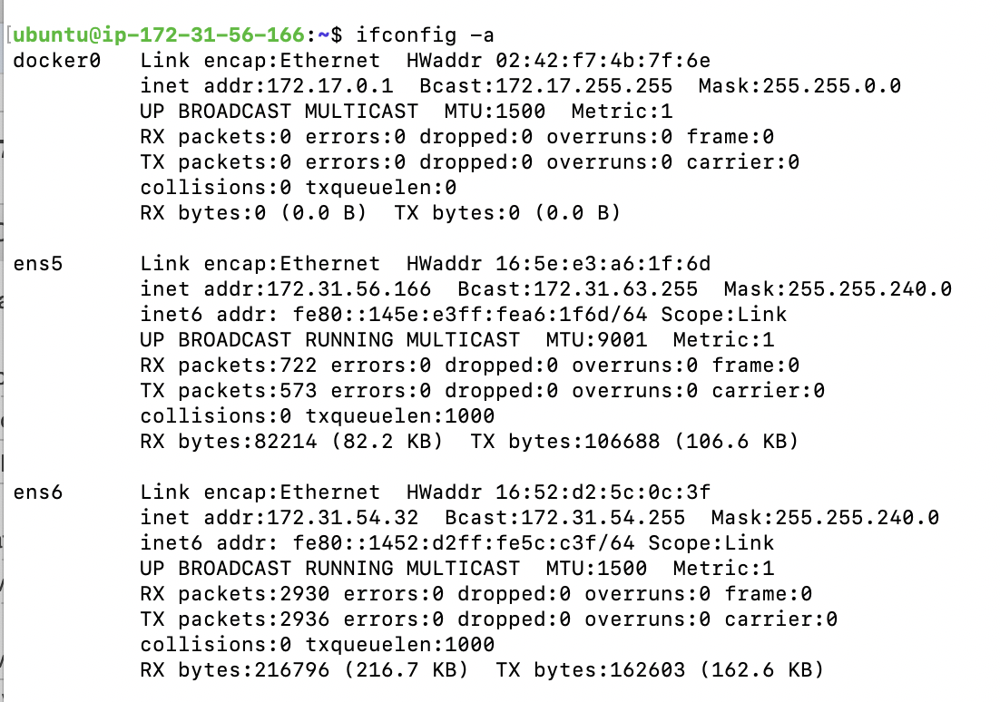 [ubuntu@ip-172-31-56-166:~$ ifconfig -a
docker0   Link encap:Ethernet  HWaddr 02:42:f7:4b:7f:6e
          inet addr:172.17.0.1  Bcast:172.17.255.255  Mask:255.255.0.0
          UP BROADCAST MULTICAST  MTU:1500  Metric:1
          RX packets:0 errors:0 dropped:0 overruns:0 frame:0
          TX packets:0 errors:0 dropped:0 overruns:0 carrier:0
          collisions:0 txqueuelen:0
          RX bytes:0 (0.0 B)  TX bytes:0 (0.0 B)

ens5      Link encap:Ethernet  HWaddr 16:5e:e3:a6:1f:6d
          inet addr:172.31.56.166  Bcast:172.31.63.255  Mask:255.255.240.0
          inet6 addr: fe80::145e:e3ff:fea6:1f6d/64 Scope:Link
          UP BROADCAST RUNNING MULTICAST  MTU:9001  Metric:1
          RX packets:722 errors:0 dropped:0 overruns:0 frame:0
          TX packets:573 errors:0 dropped:0 overruns:0 carrier:0
          collisions:0 txqueuelen:1000
          RX bytes:82214 (82.2 KB)  TX bytes:106688 (106.6 KB)

ens6      Link encap:Ethernet  HWaddr 16:52:d2:5c:0c:3f
          inet addr:172.31.54.32  Bcast:172.31.54.255  Mask:255.255.240.0
          inet6 addr: fe80::1452:d2ff:fe5c:c3f/64 Scope:Link
          UP BROADCAST RUNNING MULTICAST  MTU:1500  Metric:1
          RX packets:2930 errors:0 dropped:0 overruns:0 frame:0
          TX packets:2936 errors:0 dropped:0 overruns:0 carrier:0
          collisions:0 txqueuelen:1000
          RX bytes:216796 (216.7 KB)  TX bytes:162603 (162.6 KB)